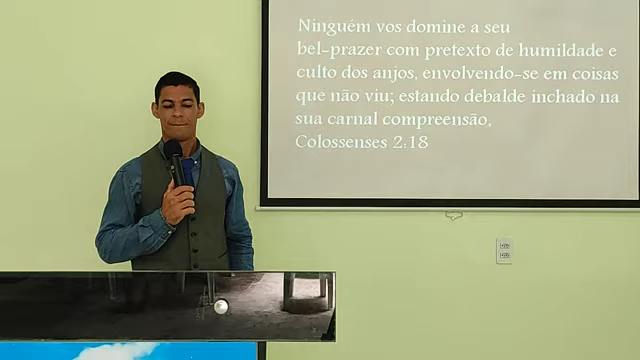 Ninguém vos domine a seu
bel-prazer com pretexto de humildade e
culto dos anjos, envolvendo-se em coisas
que não viu; estando debalde inchado na
sua carnal compreensão,
Colossenses 2:18